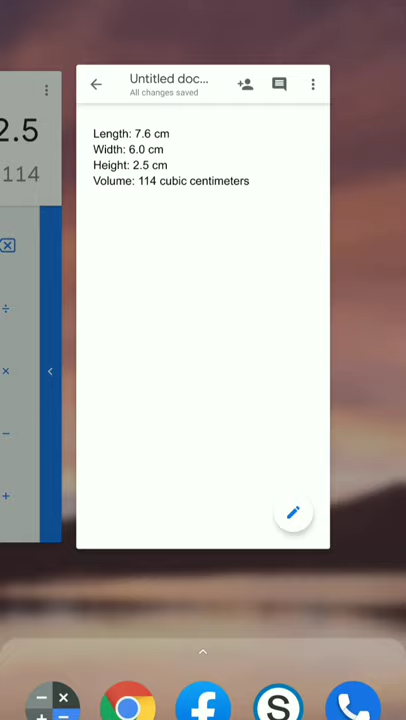 2.5
114
÷
×
−
+
Untitled doc...
All changes saved
Length: 7.6 cm
Width: 6.0 cm
Height: 2.5 cm
Volume: 114 cubic centimeters
S